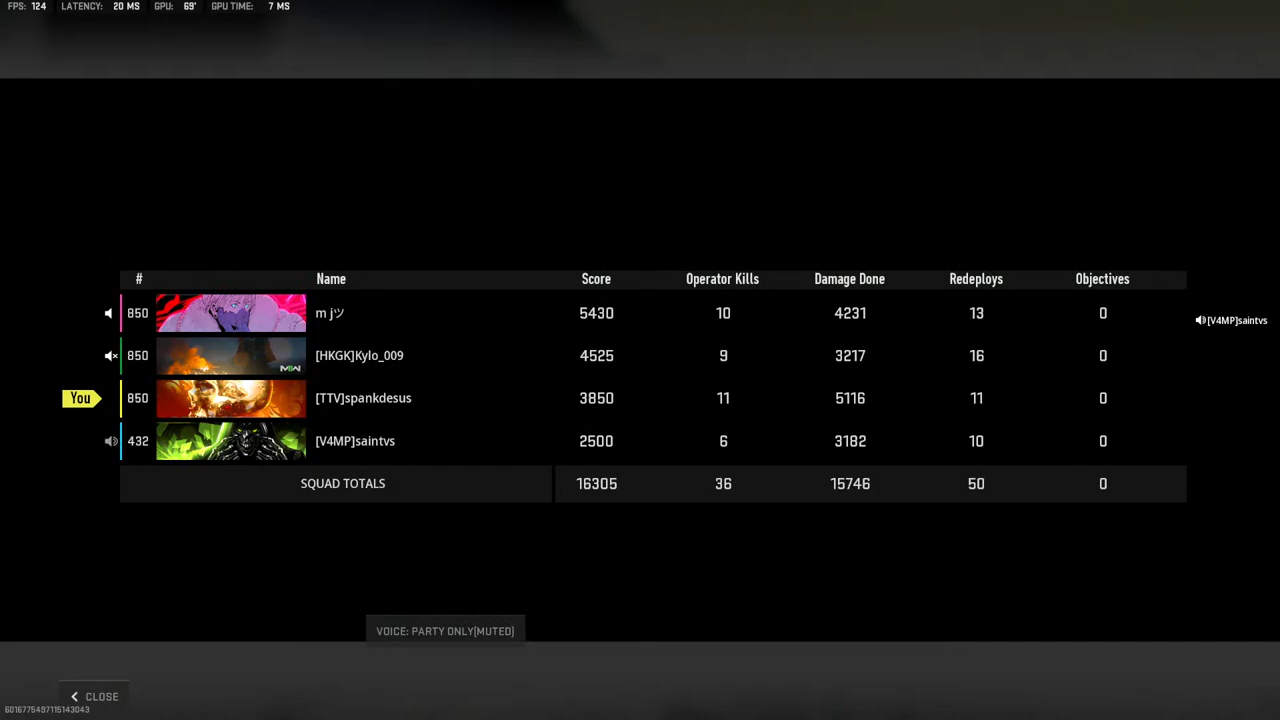 FPS: 124 LATENCY: 20 MS GPU: 69° GPU TIME: 7 MS
# Name Score Operator Kills Damage Done Redeploys Objectives
850 m jツ 5430 10 4231 13 0
[V4MP]saintvs
850 [HKGK]Kylo_009 4525 9 3217 16 0
MW
You 850 [TTV]spankdesus 3850 11 5116 11 0
432 [V4MP]saintvs 2500 6 3182 10 0
SQUAD TOTALS 16305 36 15746 50 0
VOICE: PARTY ONLY(MUTED)
< CLOSE
6016775497115143043